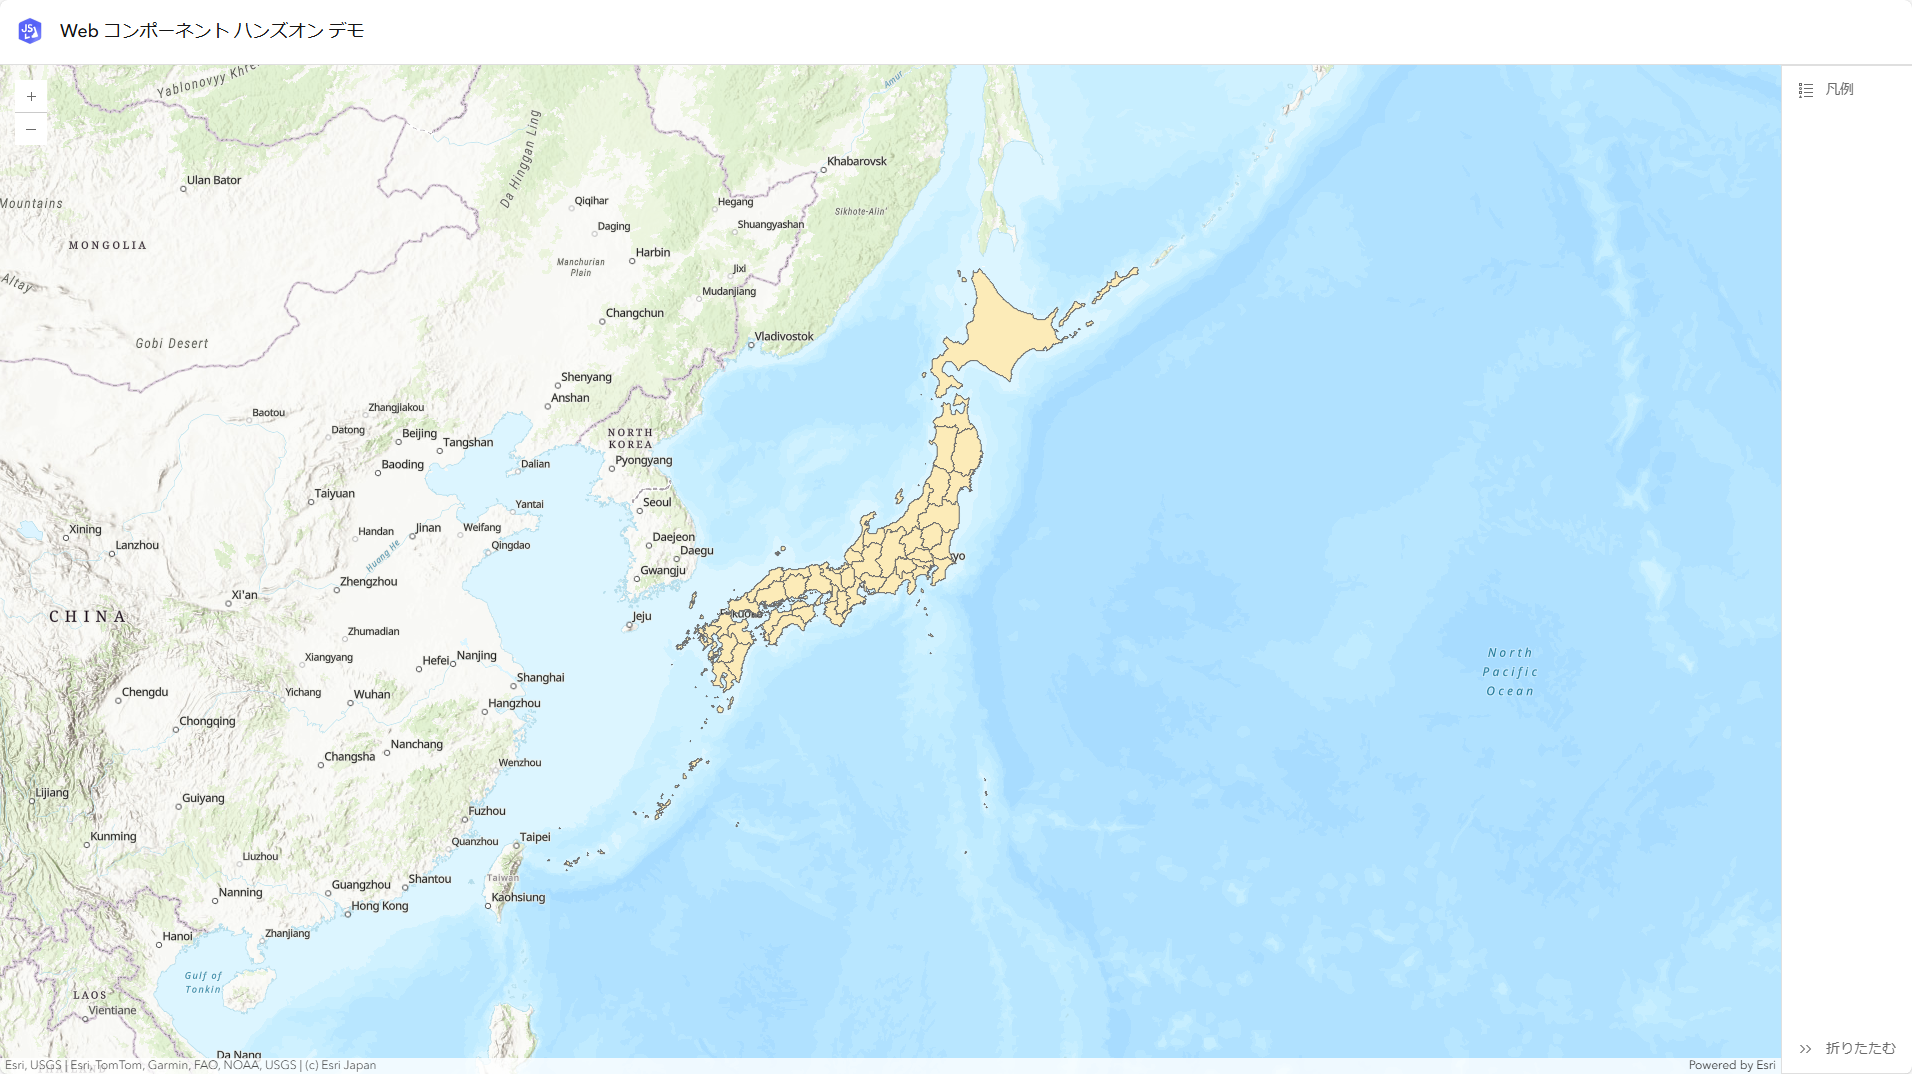 Web コンポーネント ハンズオン デモ
凡例
Yablonovyy Khre
Amur
Da Hinggan Ling
Khabarovsk
Ulan Bator
Mountains
Qiqihar
Hegang
Sikhote-Alin'
Daqing
Shuangyashan
MONGOLIA
Harbin
Manchurian
Plain
Jixi
Altay
Mudanjiang
Changchun
Vladivostok
Gobi Desert
Shenyang
Anshan
Zhangjiakou
Baotou
Datong
Beijing
Tangshan
NORTH
KOREA
Pyongyang
Baoding
Dalian
Taiyuan
Seoul
Yantai
Xining
Handan
Jinan
Weifang
Daejeon
Lanzhou
Qingdao
Daegu
Huang He
Gwangju
yo
Zhengzhou
Xi'an
CHINA
Jeju
Zhumadian
Xiangyang
Hefei
Nanjing
North
Pacific
Ocean
Shanghai
Chengdu
Yichang
Wuhan
Hangzhou
Chongqing
Nanchang
Changsha
Wenzhou
Lijiang
Guiyang
Fuzhou
Kunming
Quanzhou
Taipei
Liuzhou
Taiwan
Nanning
Guangzhou
Shantou
Kaohsiung
Hong Kong
Hanoi
Zhanjiang
Gulf of
Tonkin
LAOS
Vientiane
Da Nang
Esri, USGS | Esri, TomTom, Garmin, FAO, NOAA, USGS | (c) Esri Japan
Powered by Esri
折りたたむ